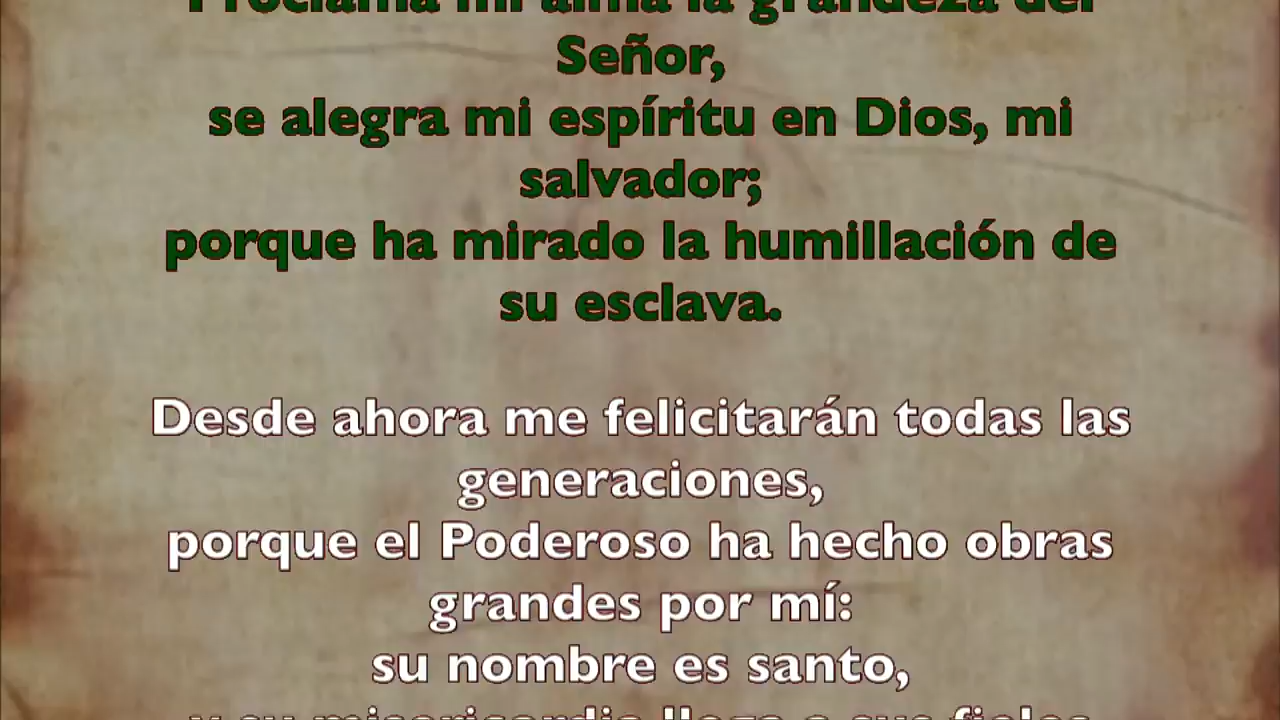 Proclama mi alma la grandeza del
Señor,
se alegra mi espíritu en Dios, mi
salvador;
porque ha mirado la humillación de
su esclava.
Desde ahora me felicitarán todas las
generaciones,
porque el Poderoso ha hecho obras
grandes por mí:
su nombre es santo,
y su misericordia llega a sus fieles